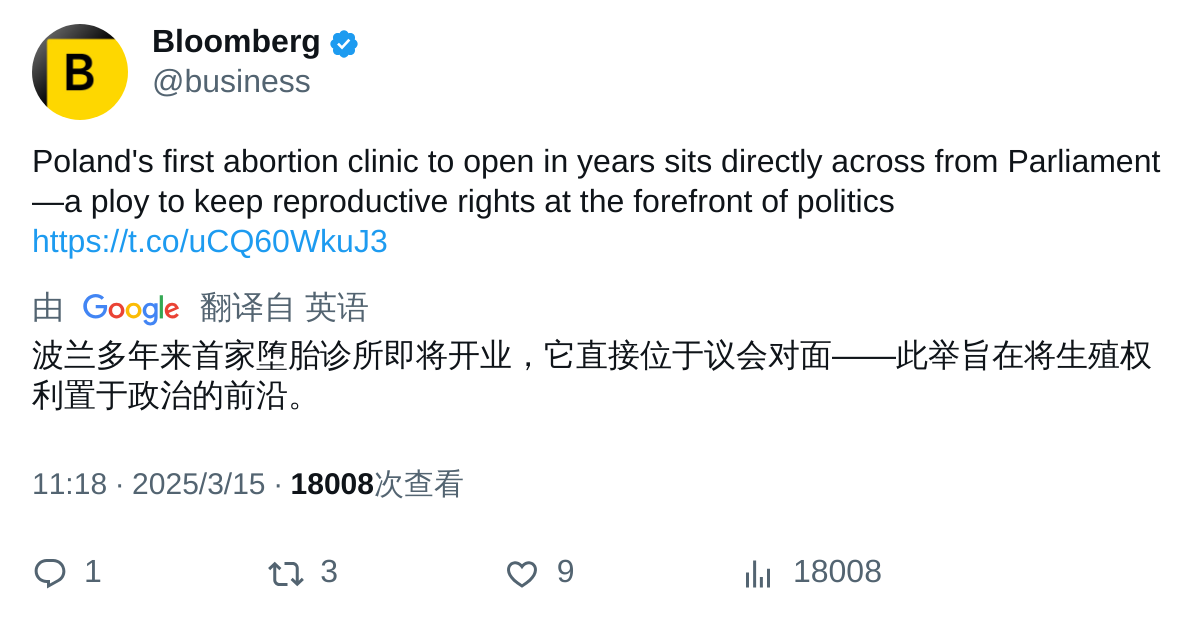 B
Bloomberg
@business
Poland's first abortion clinic to open in years sits directly across from Parliament
—a ploy to keep reproductive rights at the forefront of politics
https://t.co/uCQ60WkuJ3
由 Google 翻译自 英语
波兰多年来首家堕胎诊所即将开业，它直接位于议会对面——此举旨在将生殖权
利置于政治的前沿。
11:18 · 2025/3/15 · 18008次查看
1 3 9 18008